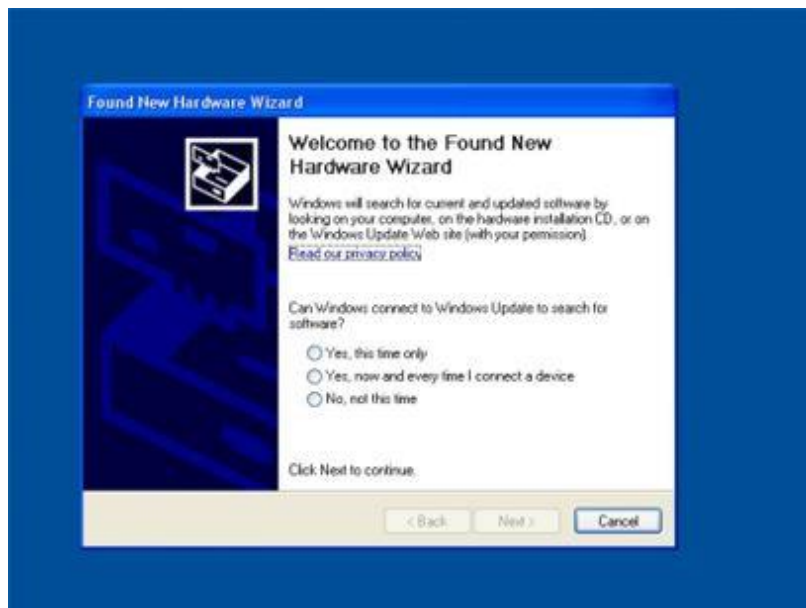 Found New Hardware Wizard
Welcome to the Found New
Hardware Wizard
Windows will search for current and updated software by
looking on your computer, on the hardware installation CD, or on
the Windows Update Web site (with your permission).
Read our privacy policy
Can Windows connect to Windows Update to search for
software?
Yes, this time only
Yes, now and every time I connect a device
No, not this time
Click Next to continue.
< Back
Next >
Cancel